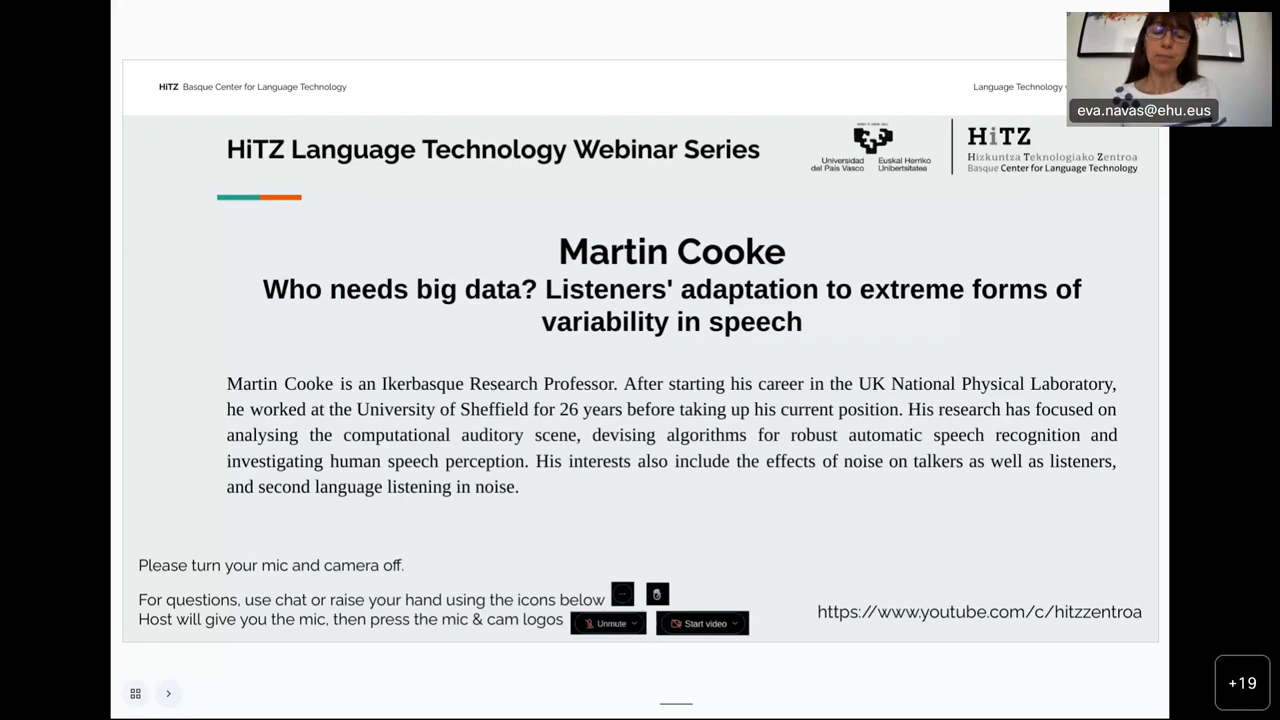 HiTZ Basque Center for Language Technology
Language Technology
eva.navas@ehu.eus
HiTZ Language Technology Webinar Series
Universidad del País Vasco
Euskal Herriko Unibertsitatea
HiTZ
Hizkuntza Teknologiako Zentroa
Basque Center for Language Technology
Martin Cooke
Who needs big data? Listeners' adaptation to extreme forms of
variability in speech
Martin Cooke is an Ikerbasque Research Professor. After starting his career in the UK National Physical Laboratory,
he worked at the University of Sheffield for 26 years before taking up his current position. His research has focused on
analysing the computational auditory scene, devising algorithms for robust automatic speech recognition and
investigating human speech perception. His interests also include the effects of noise on talkers as well as listeners,
and second language listening in noise.
Please turn your mic and camera off.
For questions, use chat or raise your hand using the icons below
Host will give you the mic, then press the mic & cam logos
Unmute
Start video
https://www.youtube.com/c/hitzzentroa
+19